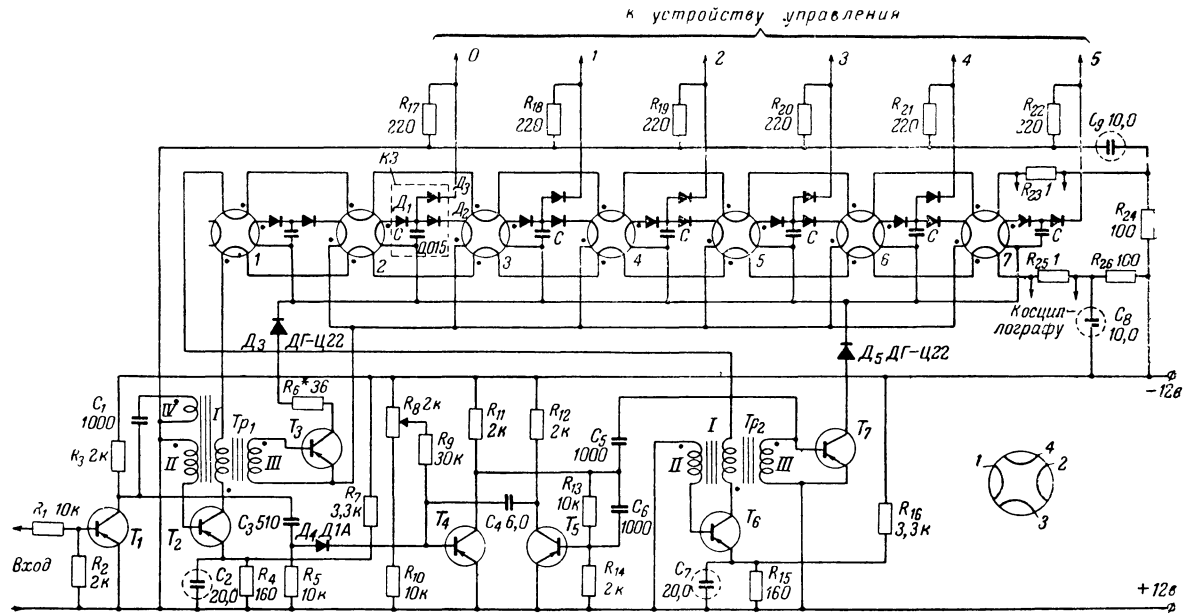 к устройству управления
0 1 2 3 4 5
R17 220 R18 220 R19 220 R20 220 R21 220 R22 220 C9 10,0
КЗ
Д3
Д1 Д2
C 0,015 C C C C C
R23 1
R24 100
1 2 3 4 5 6 7
R25 1 R26 100
К осцил-
лографу
C8 10,0
Д3 ДГ-Ц22 Д5 ДГ-Ц22
-12в
R6* 36
C1 1000
IV I Tp1
T3
R8 2к
R11 2к
R12 2к
C5 1000
I Tp2
T7
R3 2к
II III
R9 30к
II III
4
1 2
3
R1 10к
T1
T2
C3 510
R7 3,3к
Д4 Д1А
T4
C4 6,0
R13 10к
T5
C6 1000
T6
R16 3,3к
Вход
R2 2к
C2 20,0
R4 160
R5 10к
R10 10к
R14 2к
C7 20,0
R15 160
+12в